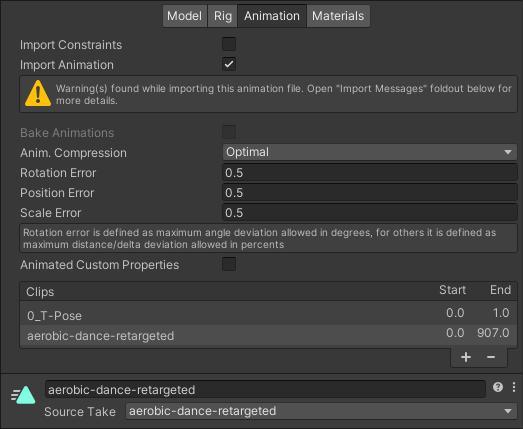 Model Rig Animation Materials
Import Constraints
Import Animation
Warning(s) found while importing this animation file. Open "Import Messages" foldout below for
more details.
Bake Animations
Anim. Compression Optimal
Rotation Error 0.5
Position Error 0.5
Scale Error 0.5
Rotation error is defined as maximum angle deviation allowed in degrees, for others it is defined as
maximum distance/delta deviation allowed in percents
Animated Custom Properties
Clips Start End
0_T-Pose 0.0 1.0
aerobic-dance-retargeted 0.0 907.0
+ −
aerobic-dance-retargeted
Source Take aerobic-dance-retargeted